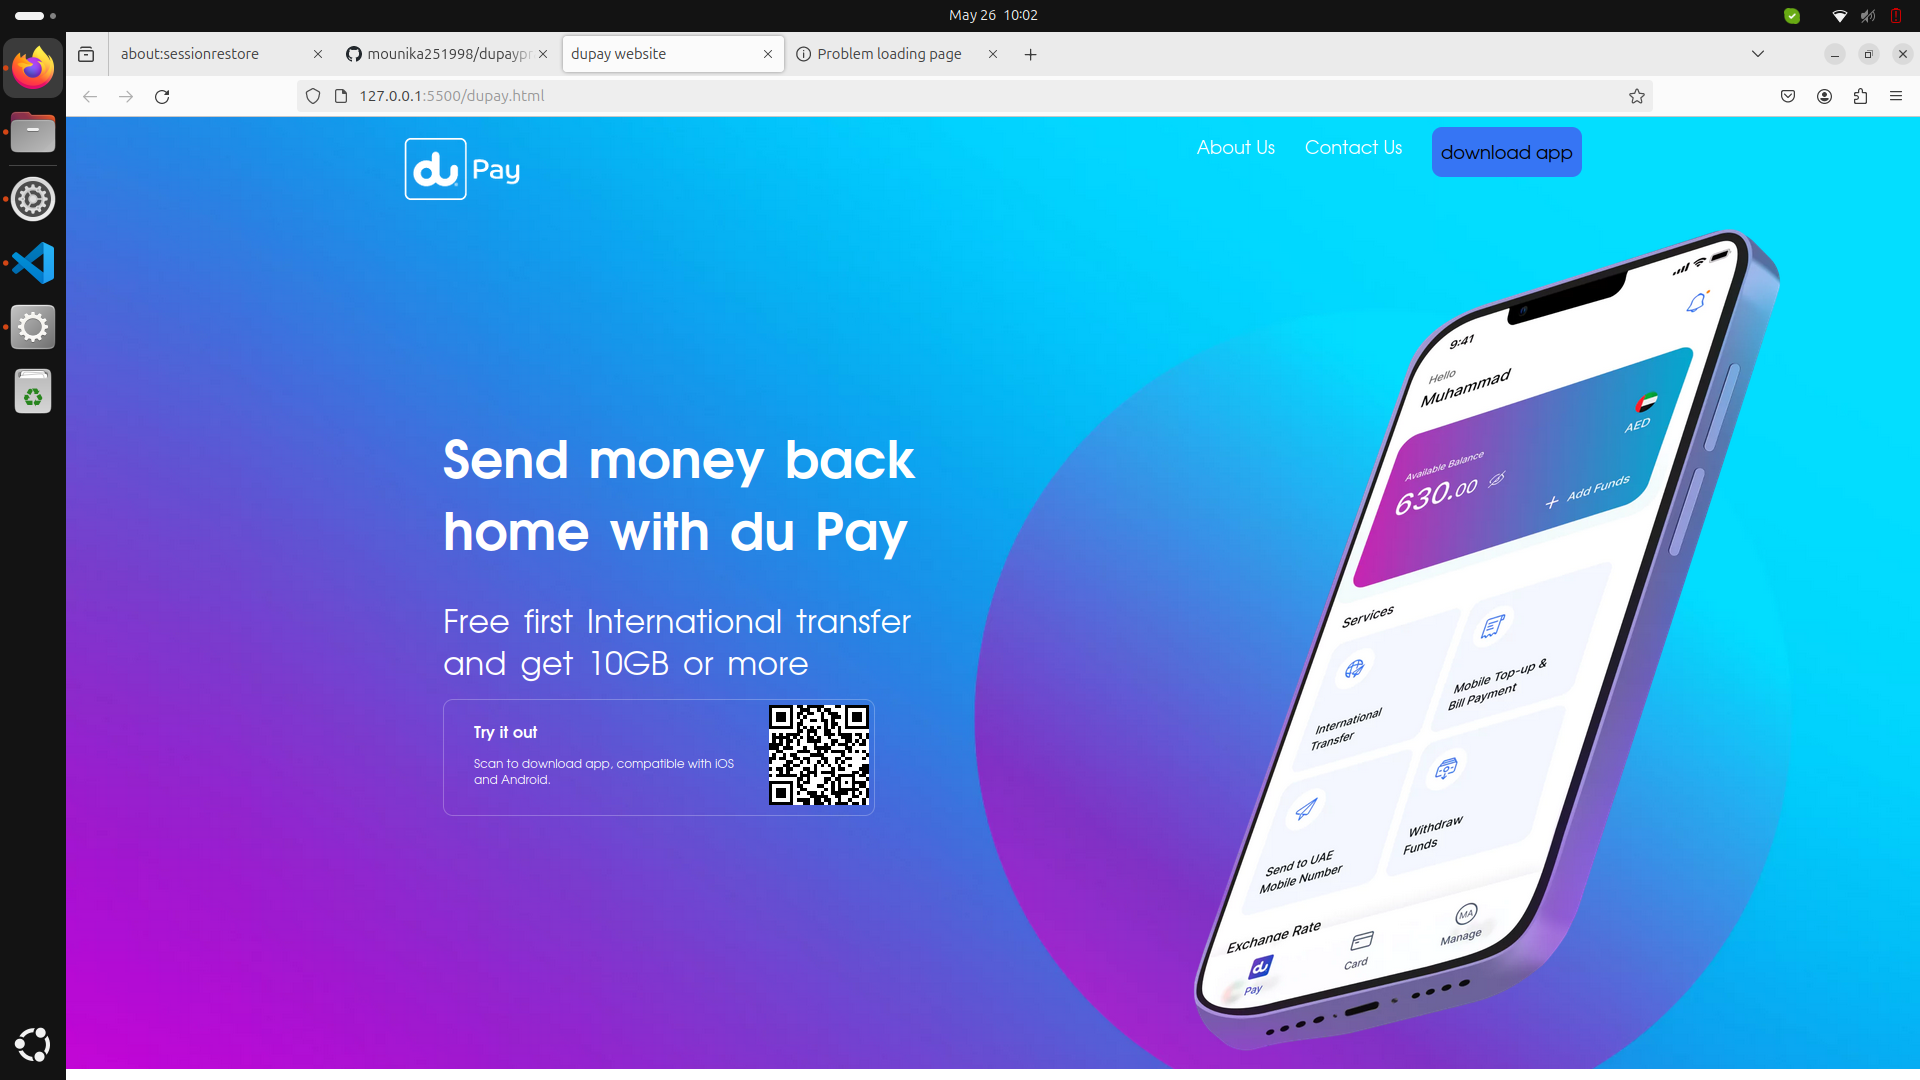 May 26 10:02
about:sessionrestore
mounika251998/dupaypr
dupay website
Problem loading page
127.0.0.1:5500/dupay.html
du Pay
About Us
Contact Us
download app
Send money back
home with du Pay
Free first International transfer
and get 10GB or more
Try it out
Scan to download app, compatible with iOS
and Android.
9:41
Hello
Muhammad
AED
Available Balance
630.00
+ Add Funds
Services
International
Transfer
Mobile Top-up &
Bill Payment
Send to UAE
Mobile Number
Withdraw
Funds
Exchange Rate
du
Pay
Card
MA
Manage